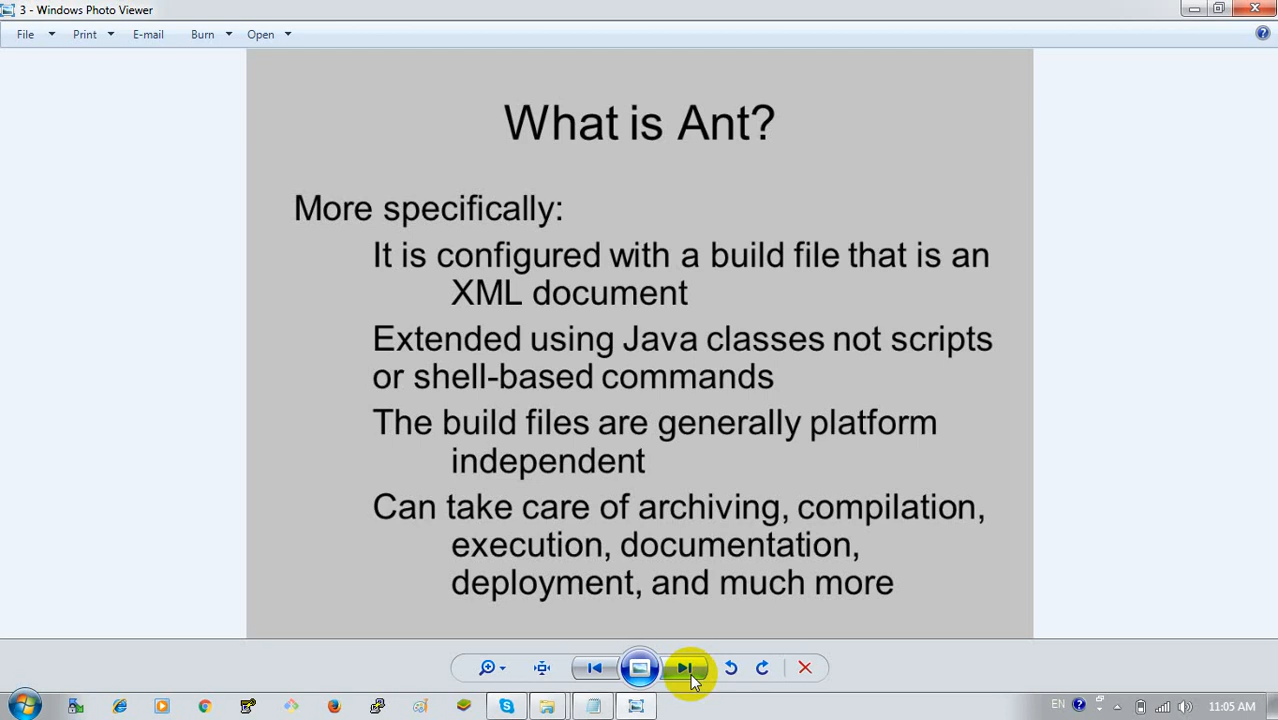 3 - Windows Photo Viewer
File Print E-mail Burn Open
What is Ant?
More specifically:
It is configured with a build file that is an
XML document
Extended using Java classes not scripts
or shell-based commands
The build files are generally platform
independent
Can take care of archiving, compilation,
execution, documentation,
deployment, and much more
EN 11:05 AM